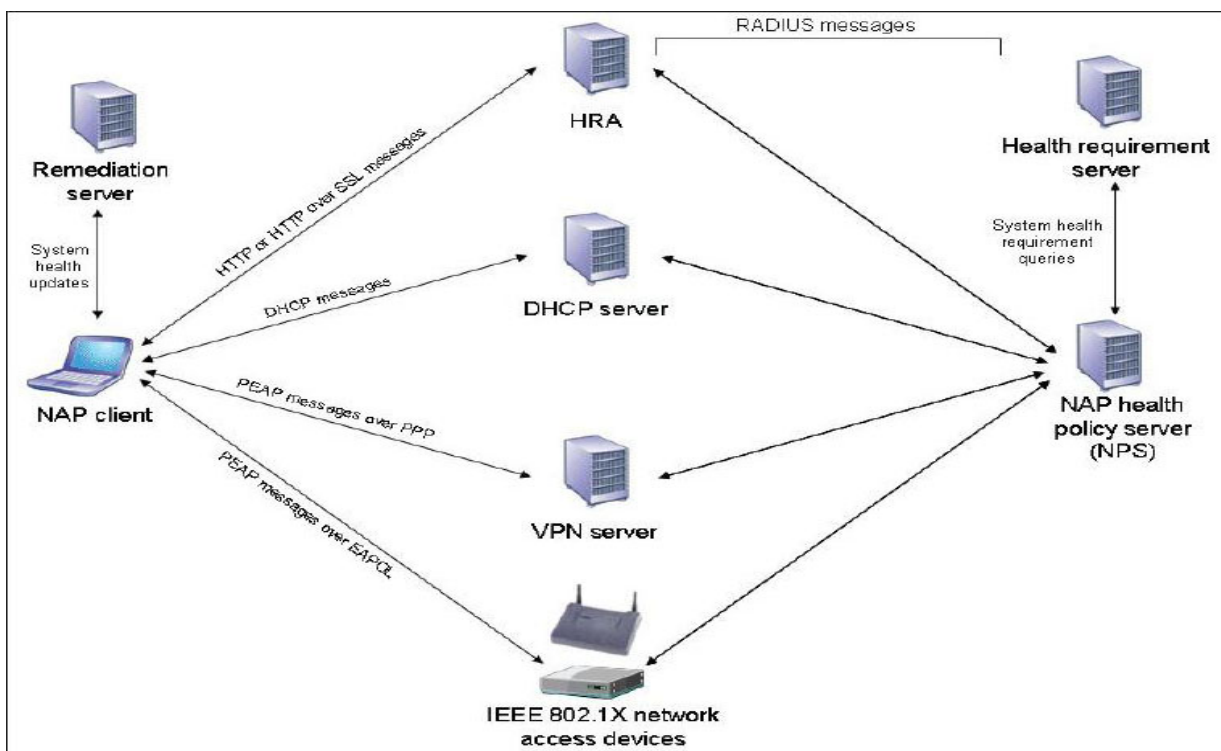 RADIUS messages
HRA
Remediation
server
Health requirement
server
HTTP or HTTP over SSL messages
System
health
updates
System health
requirement
queries
DHCP messages
DHCP server
NAP client
PEAP messages over PPP
NAP health
policy server
(NPS)
PEAP messages over EAPOL
VPN server
IEEE 802.1X network
access devices